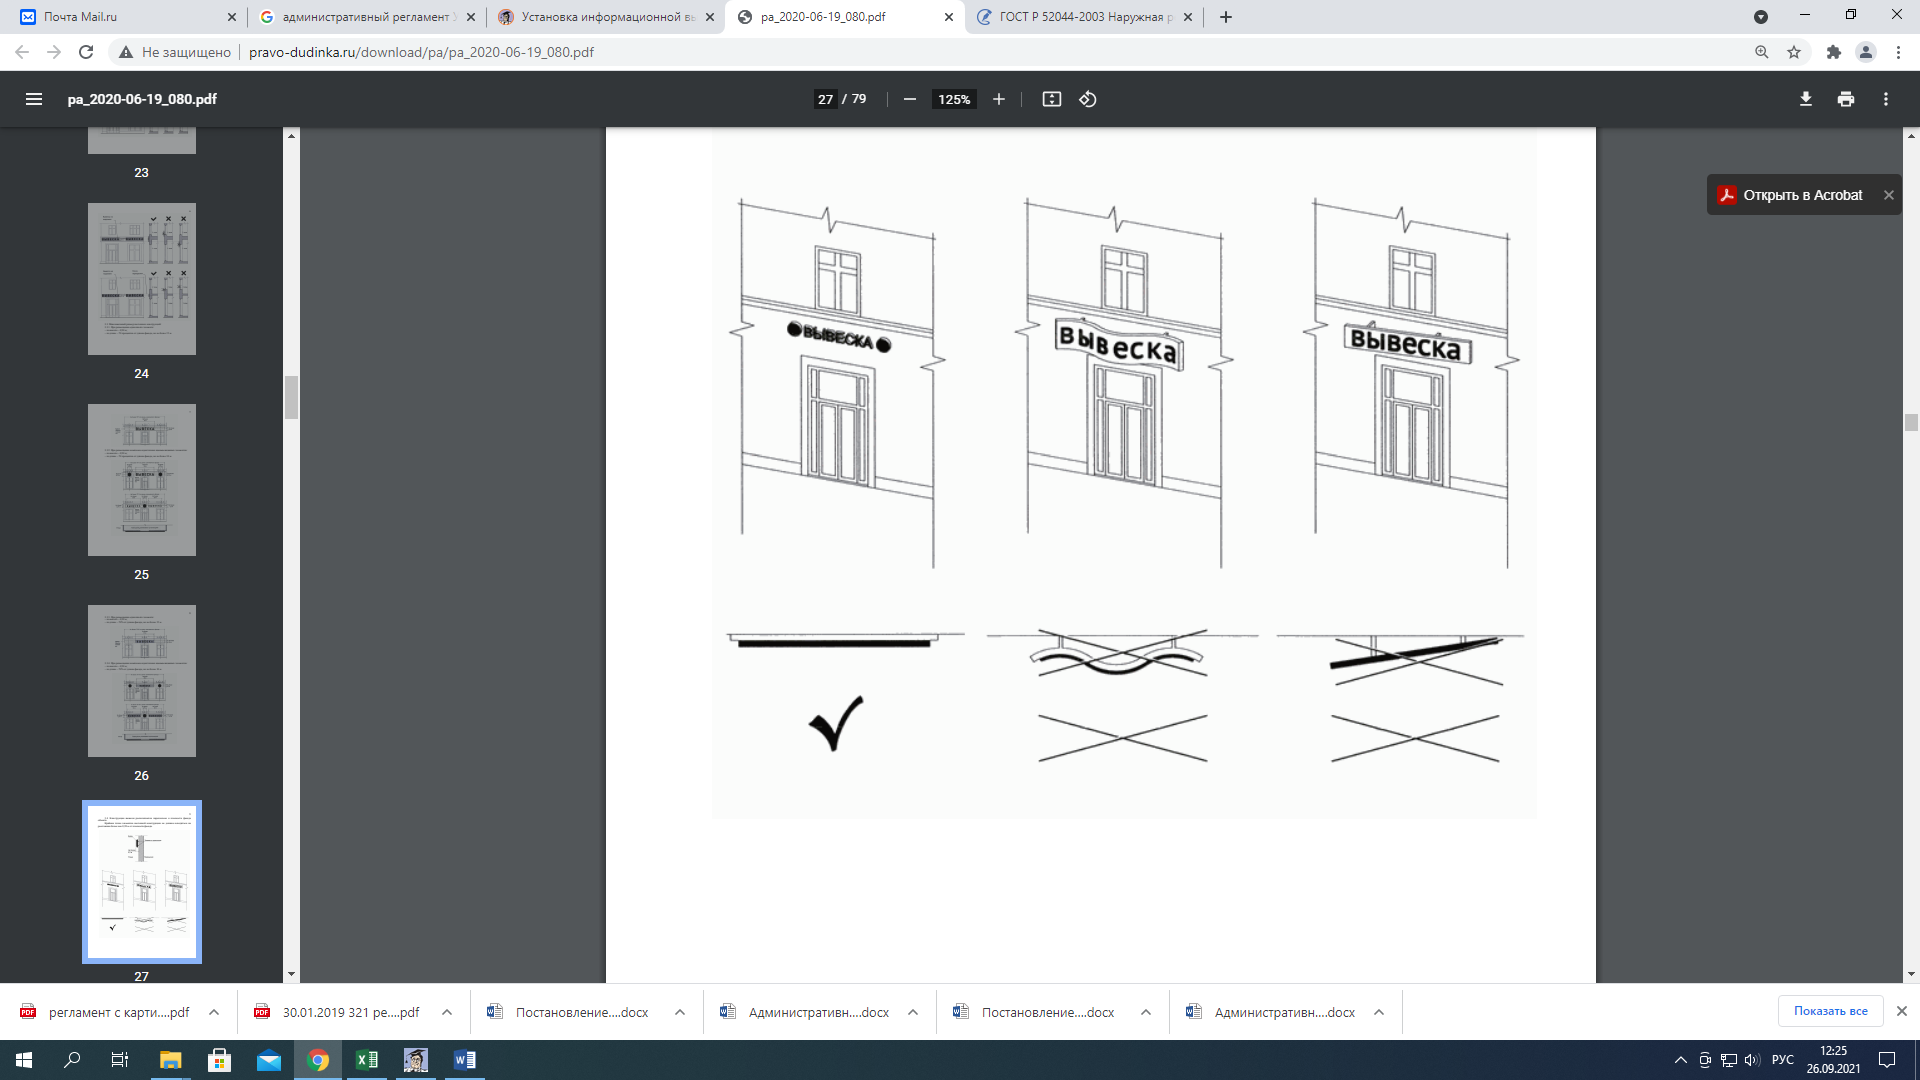 Почта Mail.ru
административный регламент
Установка информационной вы
pa_2020-06-19_080.pdf
ГОСТ Р 52044-2003 Наружная р
Не защищено
pravo-dudinka.ru/download/pa/pa_2020-06-19_080.pdf
pa_2020-06-19_080.pdf
27 / 79
125%
Открыть в Acrobat
23
24
25
26
27
ВЫВЕСКА
Вывеска
Вывеска
регламент с карти....pdf
30.01.2019 321 ре....pdf
Постановление....docx
Административн....docx
Постановление....docx
Административн....docx
Показать все
РУС
12:25
26.09.2021